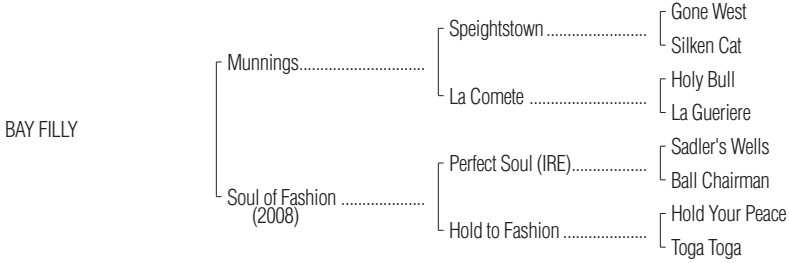 Gone West
Speightstown ........................
Silken Cat
Munnings..............................
Holy Bull
La Comete ............................
La Gueriere
BAY FILLY
Sadler's Wells
Perfect Soul (IRE)..................
Ball Chairman
Soul of Fashion ....................
(2008)
Hold Your Peace
Hold to Fashion ....................
Toga Toga